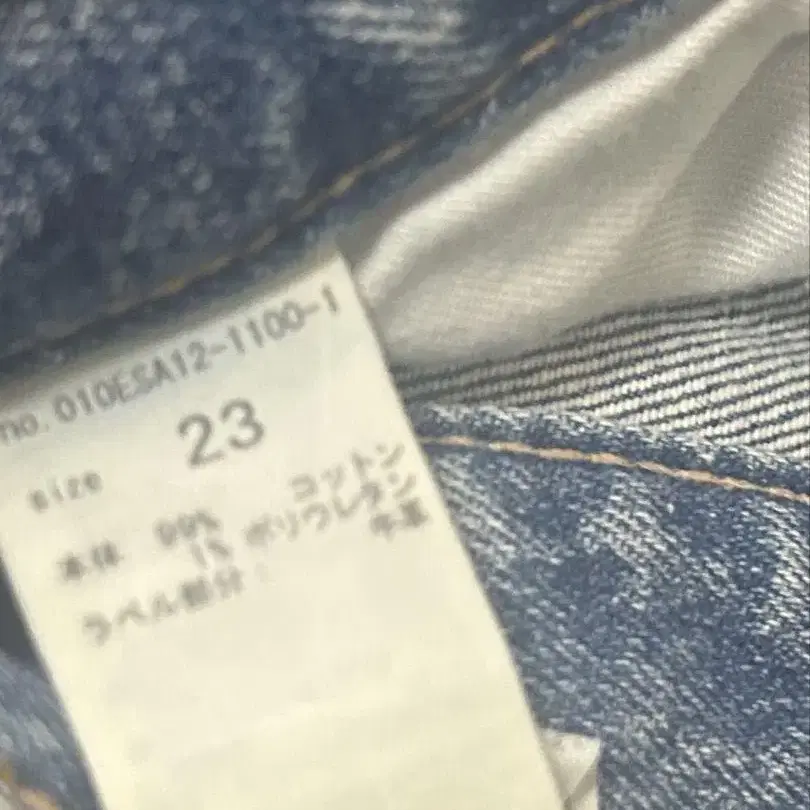 no. 010ESA12-1100-1
size 23
本体 99% コットン
1% ポリウレタン
ラベル部分: 牛革